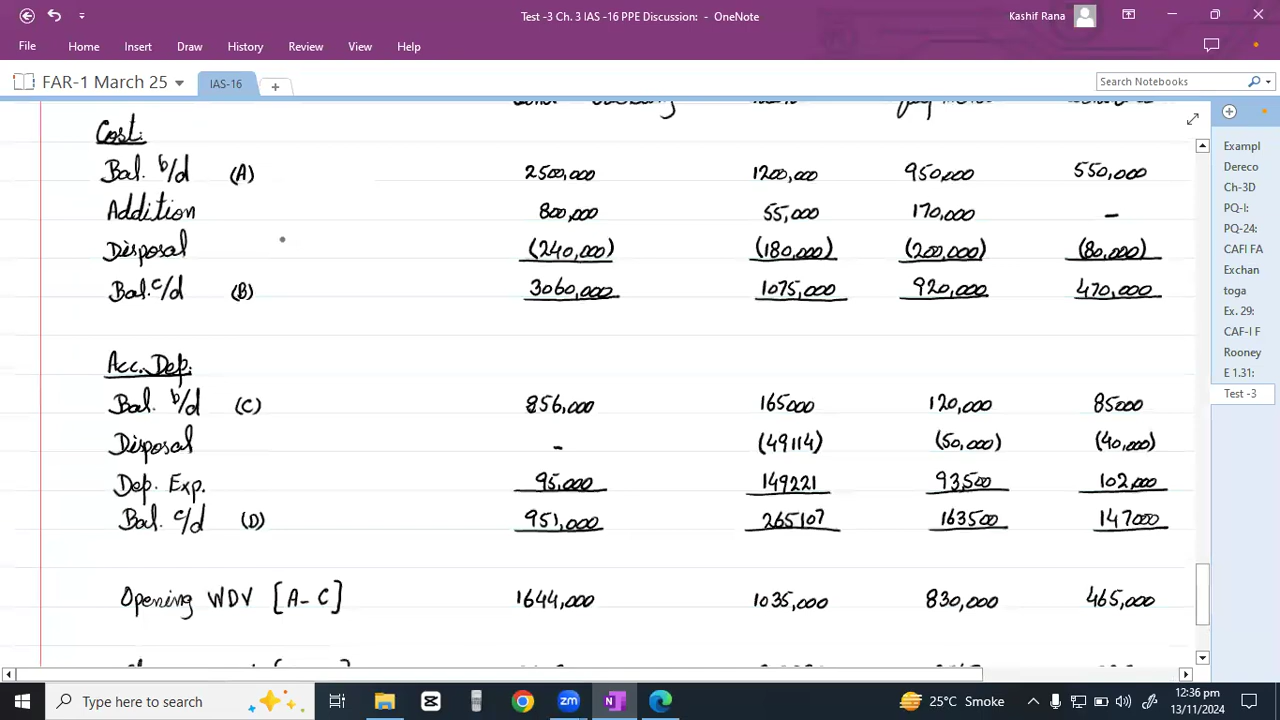 Test -3 Ch. 3 IAS -16 PPE Discussion: - OneNote
Kashif Rana
File Home Insert Draw History Review View Help
FAR-1 March 25
IAS-16
Search Notebooks
Cost:
Bal. b/d (A) 2500,000 1200,000 950,000 550,000
Addition 800,000 55,000 170,000 -
Disposal (240,000) (180,000) (200,000) (80,000)
Bal. c/d (B) 3060,000 1075,000 920,000 470,000
Acc. Dep.
Bal. b/d (C) 856,000 165000 120,000 85000
Disposal - (49114) (50,000) (40,000)
Dep. Exp. 95,000 149221 93500 102,000
Bal. c/d (D) 951,000 265107 163500 147000
Opening WDV [A-C] 1644,000 1035,000 830,000 465,000
Exampl
Dereco
Ch-3D
PQ-I:
PQ-24:
CAFI FA
Exchan
toga
Ex. 29:
CAF-I F
Rooney
E 1.31:
Test -3
Type here to search
25°C Smoke
12:36 pm
13/11/2024